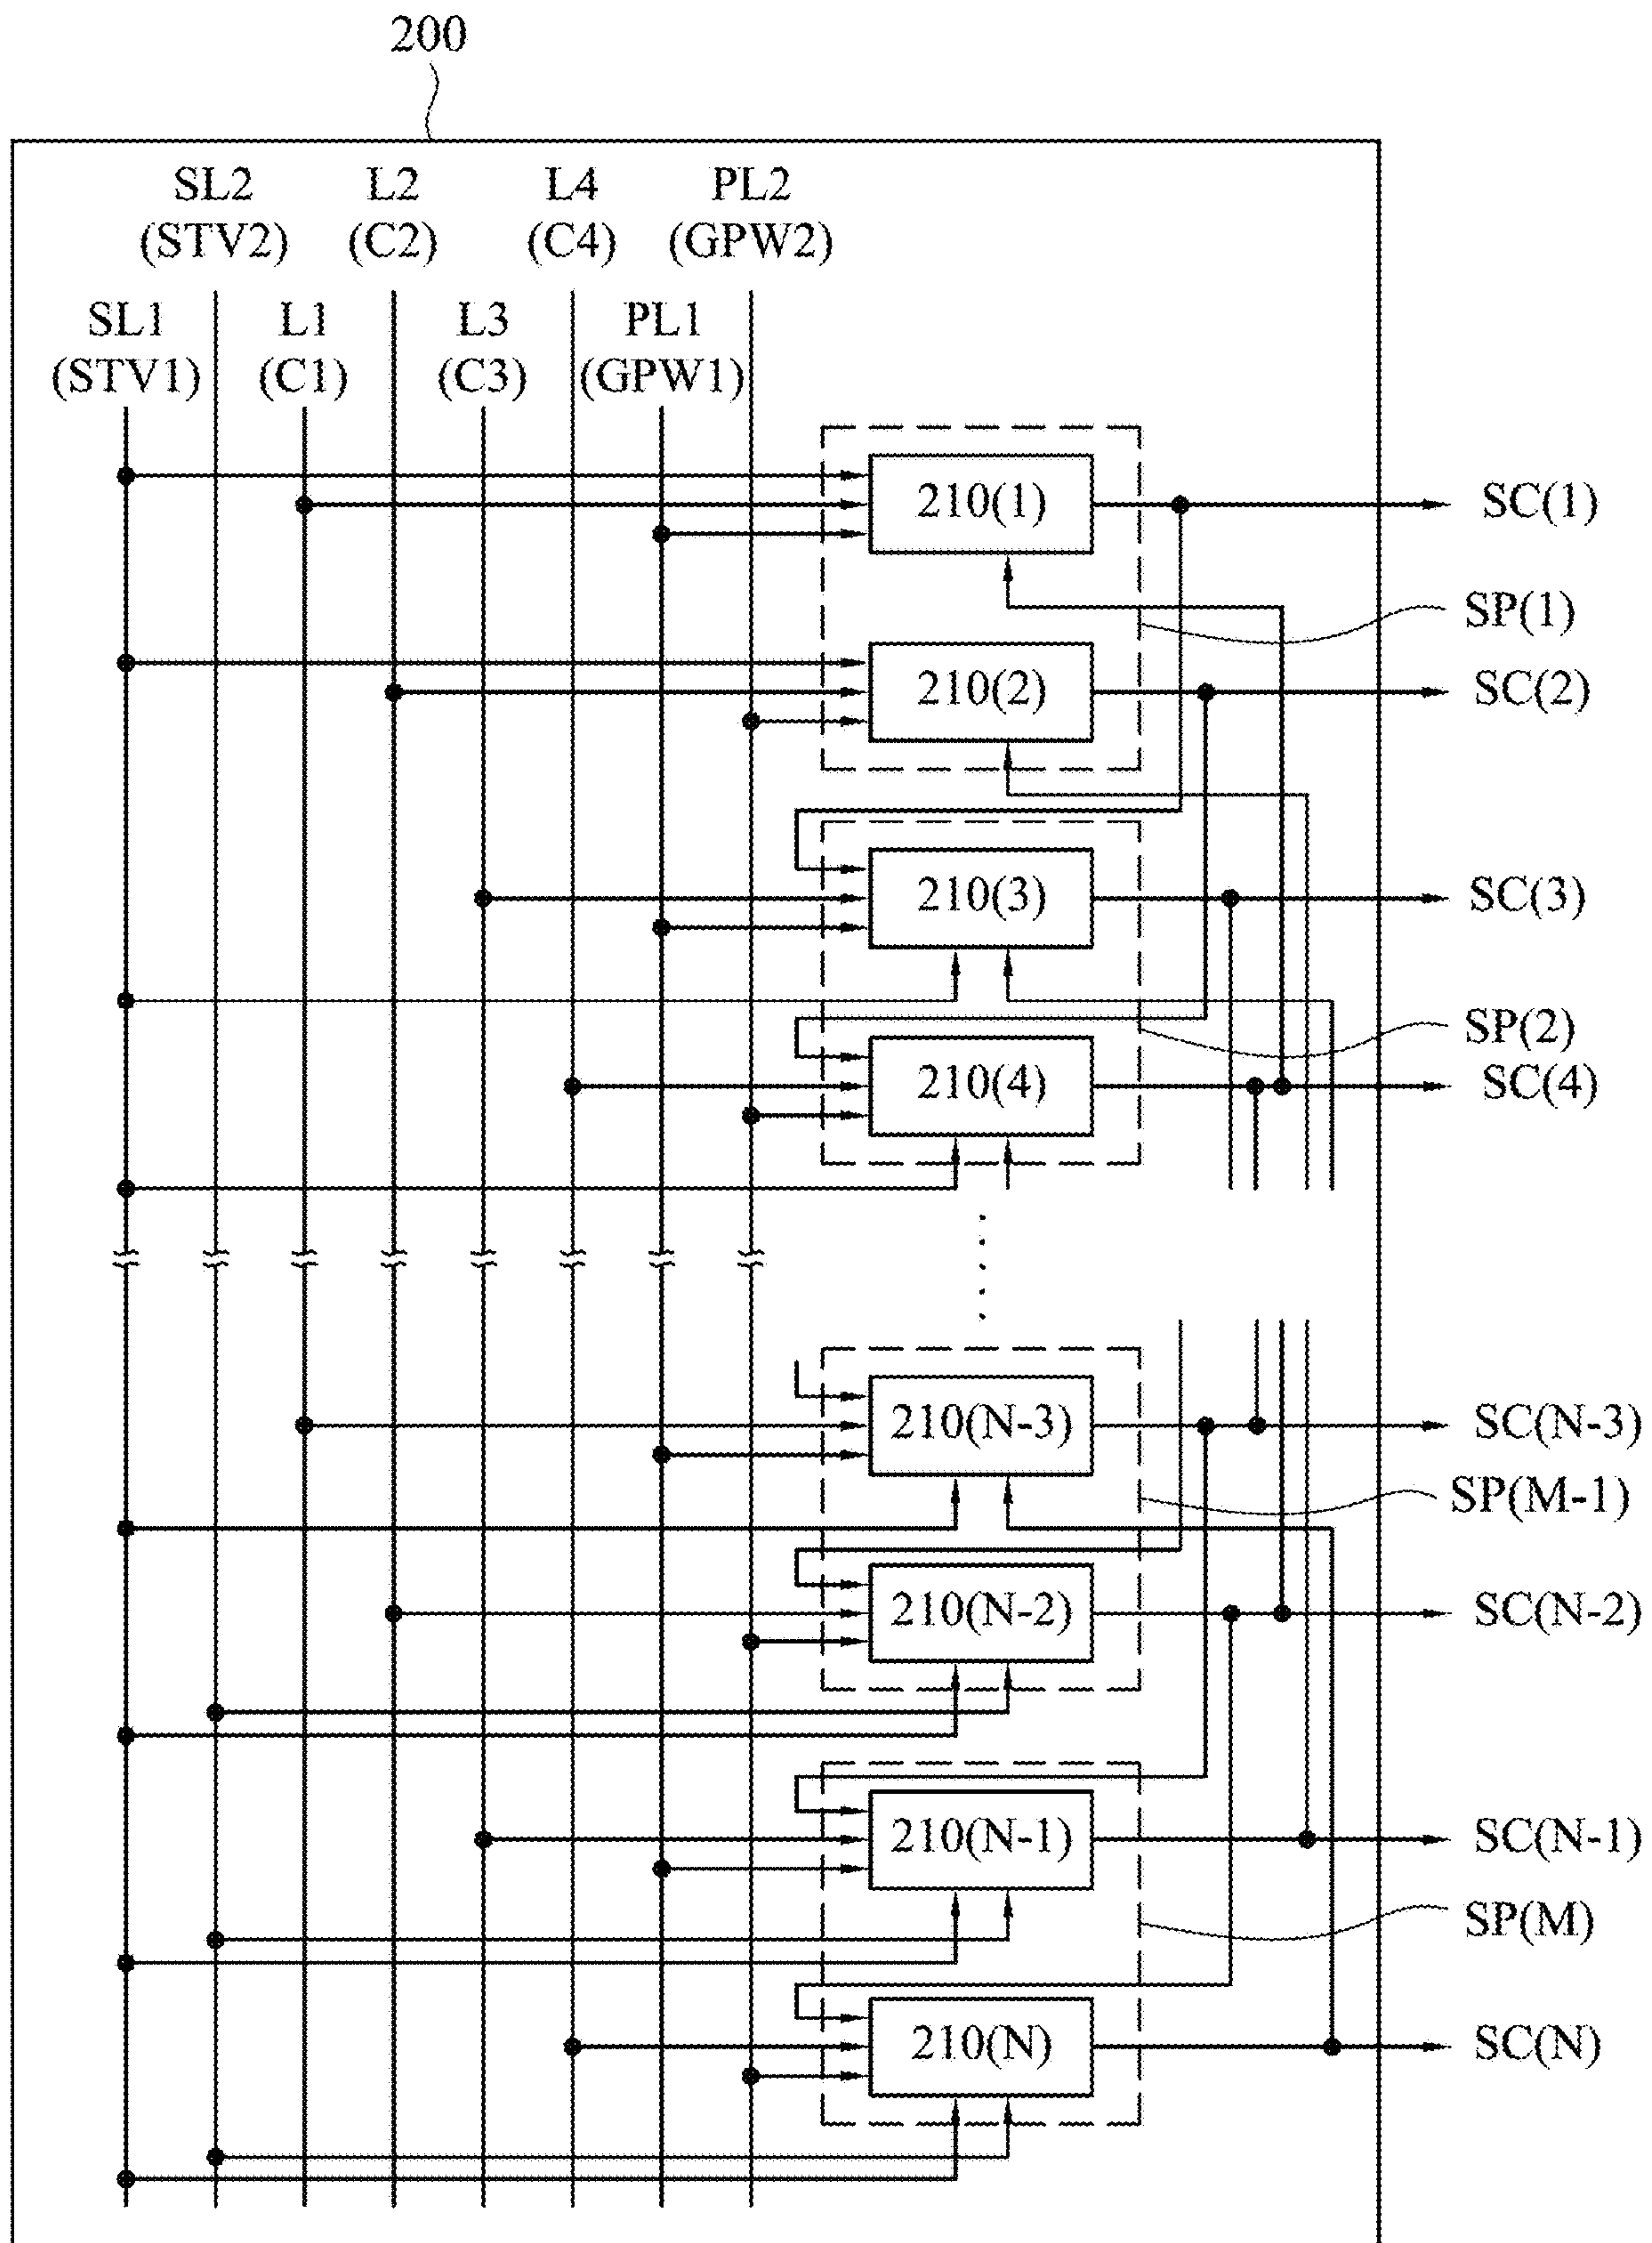 200
SL2 L2 L4 PL2
(STV2) (C2) (C4) (GPW2)
SL1 L1 L3 PL1
(STV1) (C1) (C3) (GPW1)
210(1) SC(1)
SP(1)
210(2) SC(2)
210(3) SC(3)
SP(2)
210(4) SC(4)
210(N-3) SC(N-3)
SP(M-1)
210(N-2) SC(N-2)
210(N-1) SC(N-1)
SP(M)
210(N) SC(N)